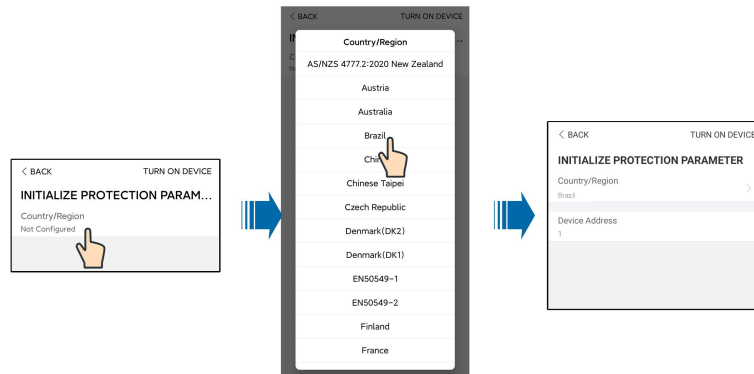 BACK TURN ON DEVICE
INITIALIZE PROTECTION PARAM...
Country/Region
Not Configured
BACK TURN ON DEVICE
Country/Region
AS/NZS 4777.2:2020 New Zealand
Austria
Australia
Brazil
Chinese Taipei
Czech Republic
Denmark(DK2)
Denmark(DK1)
EN50549-1
EN50549-2
Finland
France
BACK TURN ON DEVICE
INITIALIZE PROTECTION PARAMETER
Country/Region
Brazil
Device Address
1